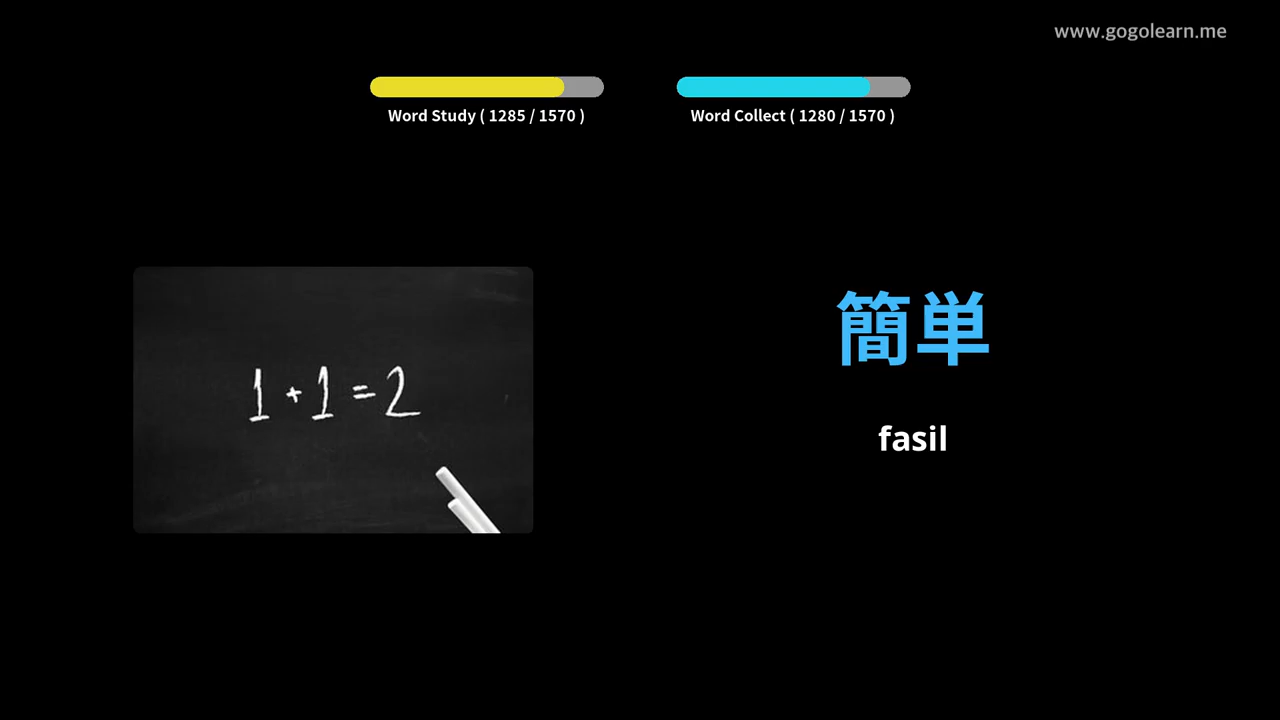 www.gogolearn.me
Word Study ( 1285 / 1570 )
Word Collect ( 1280 / 1570 )
1 + 1 = 2
簡単
fasil